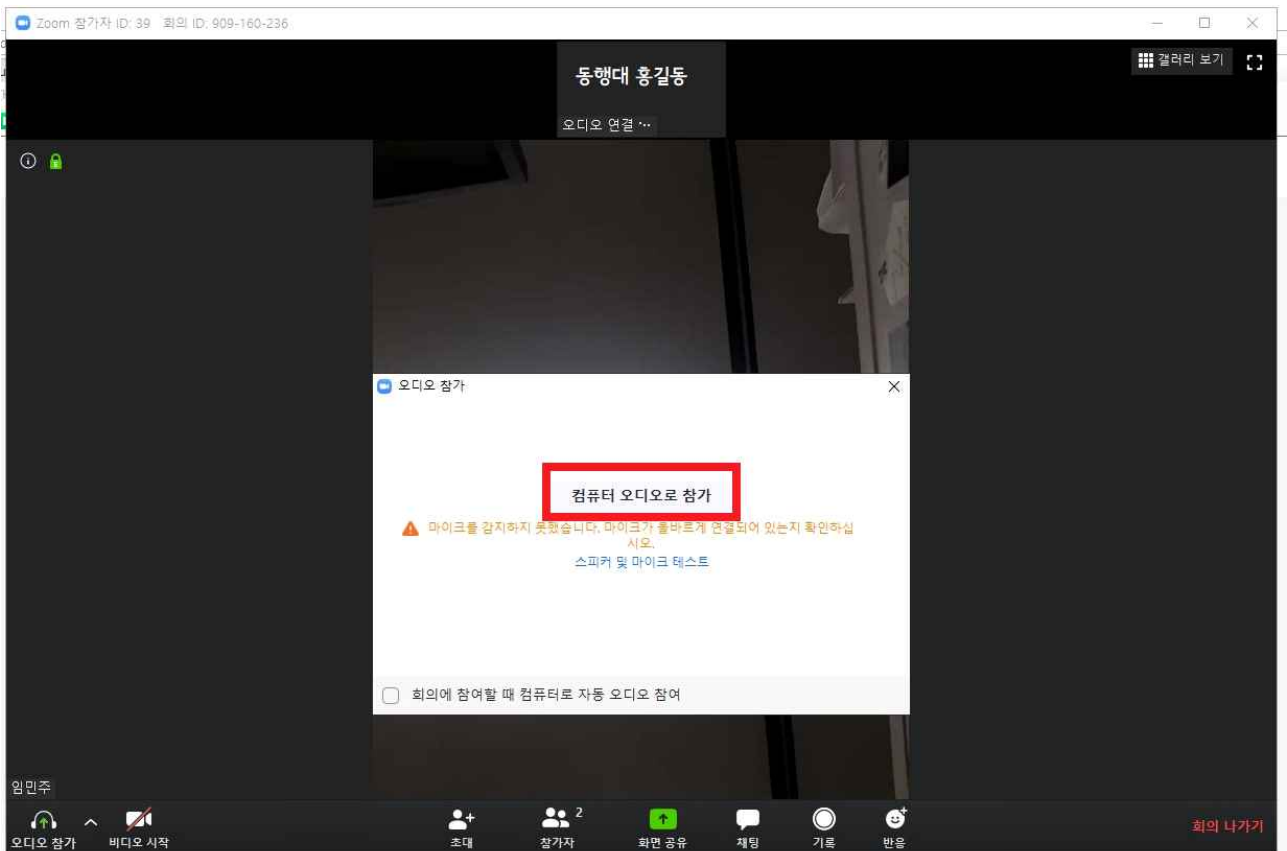 Zoom 참가자 ID: 39 회의 ID: 909-160-236
동행대 홍길동
오디오 연결 ···
갤러리 보기
오디오 참가
컴퓨터 오디오로 참가
마이크를 감지하지 못했습니다. 마이크가 올바르게 연결되어 있는지 확인하십
시오.
스피커 및 마이크 테스트
회의에 참여할 때 컴퓨터로 자동 오디오 참여
임민주
오디오 참가
비디오 시작
초대
참가자 2
화면 공유
채팅
기록
반응
회의 나가기